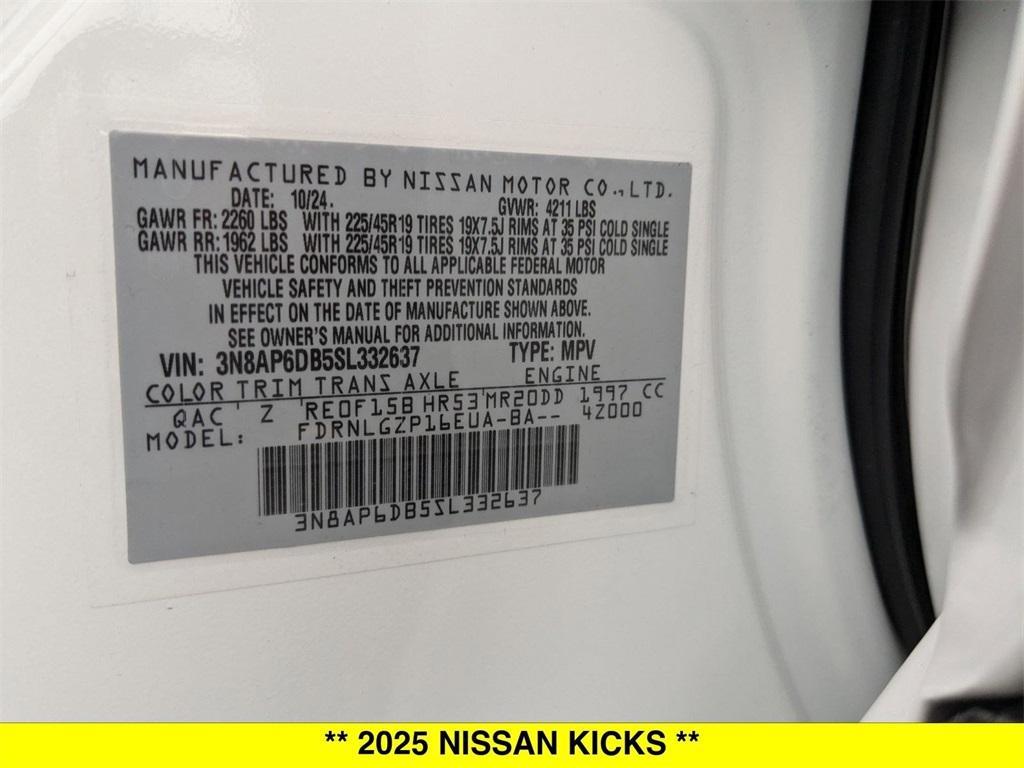 MANUFACTURED BY NISSAN MOTOR CO., LTD.
DATE: 10/24. GVWR: 4211 LBS
GAWR FR: 2260 LBS WITH 225/45R19 TIRES 19X7.5J RIMS AT 35 PSI COLD SINGLE
GAWR RR: 1962 LBS WITH 225/45R19 TIRES 19X7.5J RIMS AT 35 PSI COLD SINGLE
THIS VEHICLE CONFORMS TO ALL APPLICABLE FEDERAL MOTOR
VEHICLE SAFETY AND THEFT PREVENTION STANDARDS
IN EFFECT ON THE DATE OF MANUFACTURE SHOWN ABOVE.
SEE OWNER'S MANUAL FOR ADDITIONAL INFORMATION.
VIN: 3N8AP6DB5SL332637 TYPE: MPV
COLOR TRIM TRANS AXLE ENGINE
QAC Z RE0F15B HR53 MR20DD 1997 CC
MODEL: FDRNLGZP16EUA-BA-- 4Z000
3N8AP6DB5SL332637
** 2025 NISSAN KICKS **